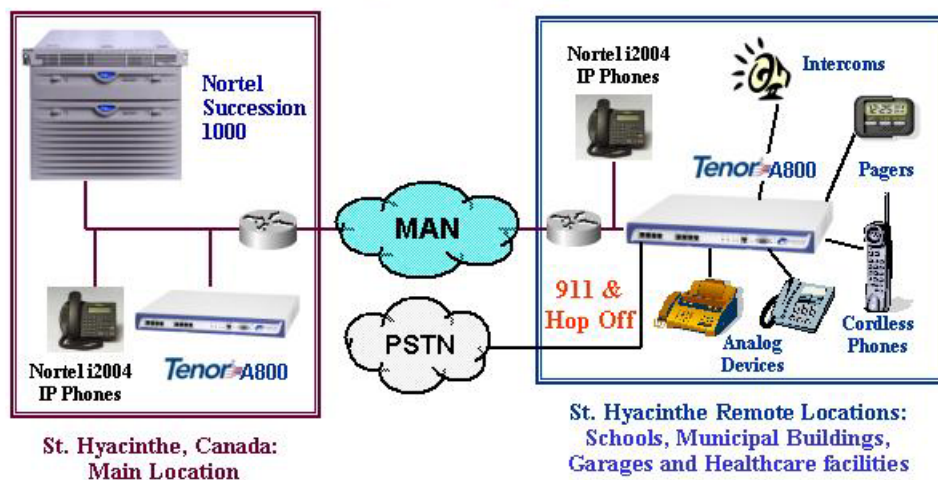 Nortel
Succession
1000
Nortel i2004
IP Phones
Tenor A800
St. Hyacinthe, Canada:
Main Location
MAN
PSTN
911 &
Hop Off
Nortel i2004
IP Phones
Intercoms
Pagers
Tenor A800
Analog
Devices
Cordless
Phones
St. Hyacinthe Remote Locations:
Schools, Municipal Buildings,
Garages and Healthcare facilities